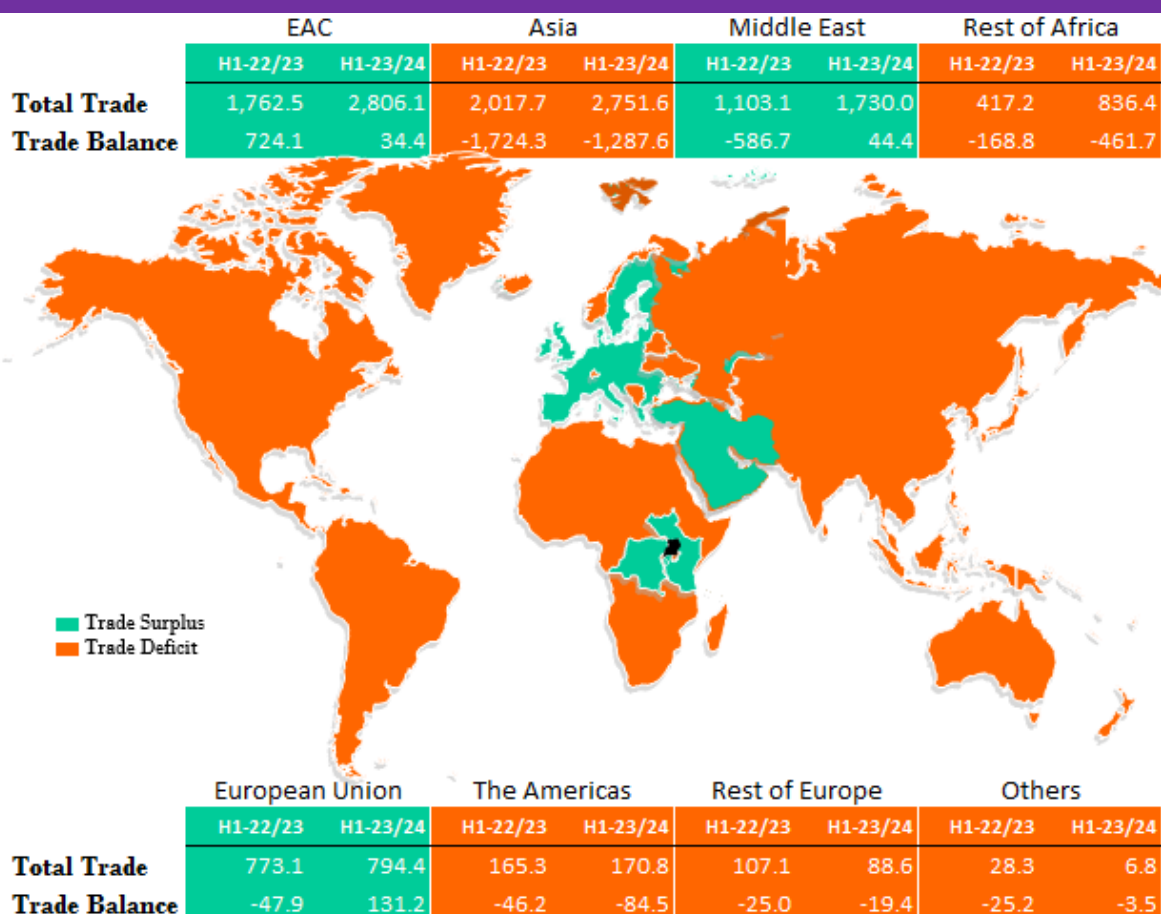 EAC Asia Middle East Rest of Africa
H1-22/23 H1-23/24 H1-22/23 H1-23/24 H1-22/23 H1-23/24 H1-22/23 H1-23/24
Total Trade 1,762.5 2,806.1 2,017.7 2,751.6 1,103.1 1,730.0 417.2 836.4
Trade Balance 724.1 34.4 -1,724.3 -1,287.6 -586.7 44.4 -168.8 -461.7
Trade Surplus
Trade Deficit
European Union The Americas Rest of Europe Others
H1-22/23 H1-23/24 H1-22/23 H1-23/24 H1-22/23 H1-23/24 H1-22/23 H1-23/24
Total Trade 773.1 794.4 165.3 170.8 107.1 88.6 28.3 6.8
Trade Balance -47.9 131.2 -46.2 -84.5 -25.0 -19.4 -25.2 -3.5